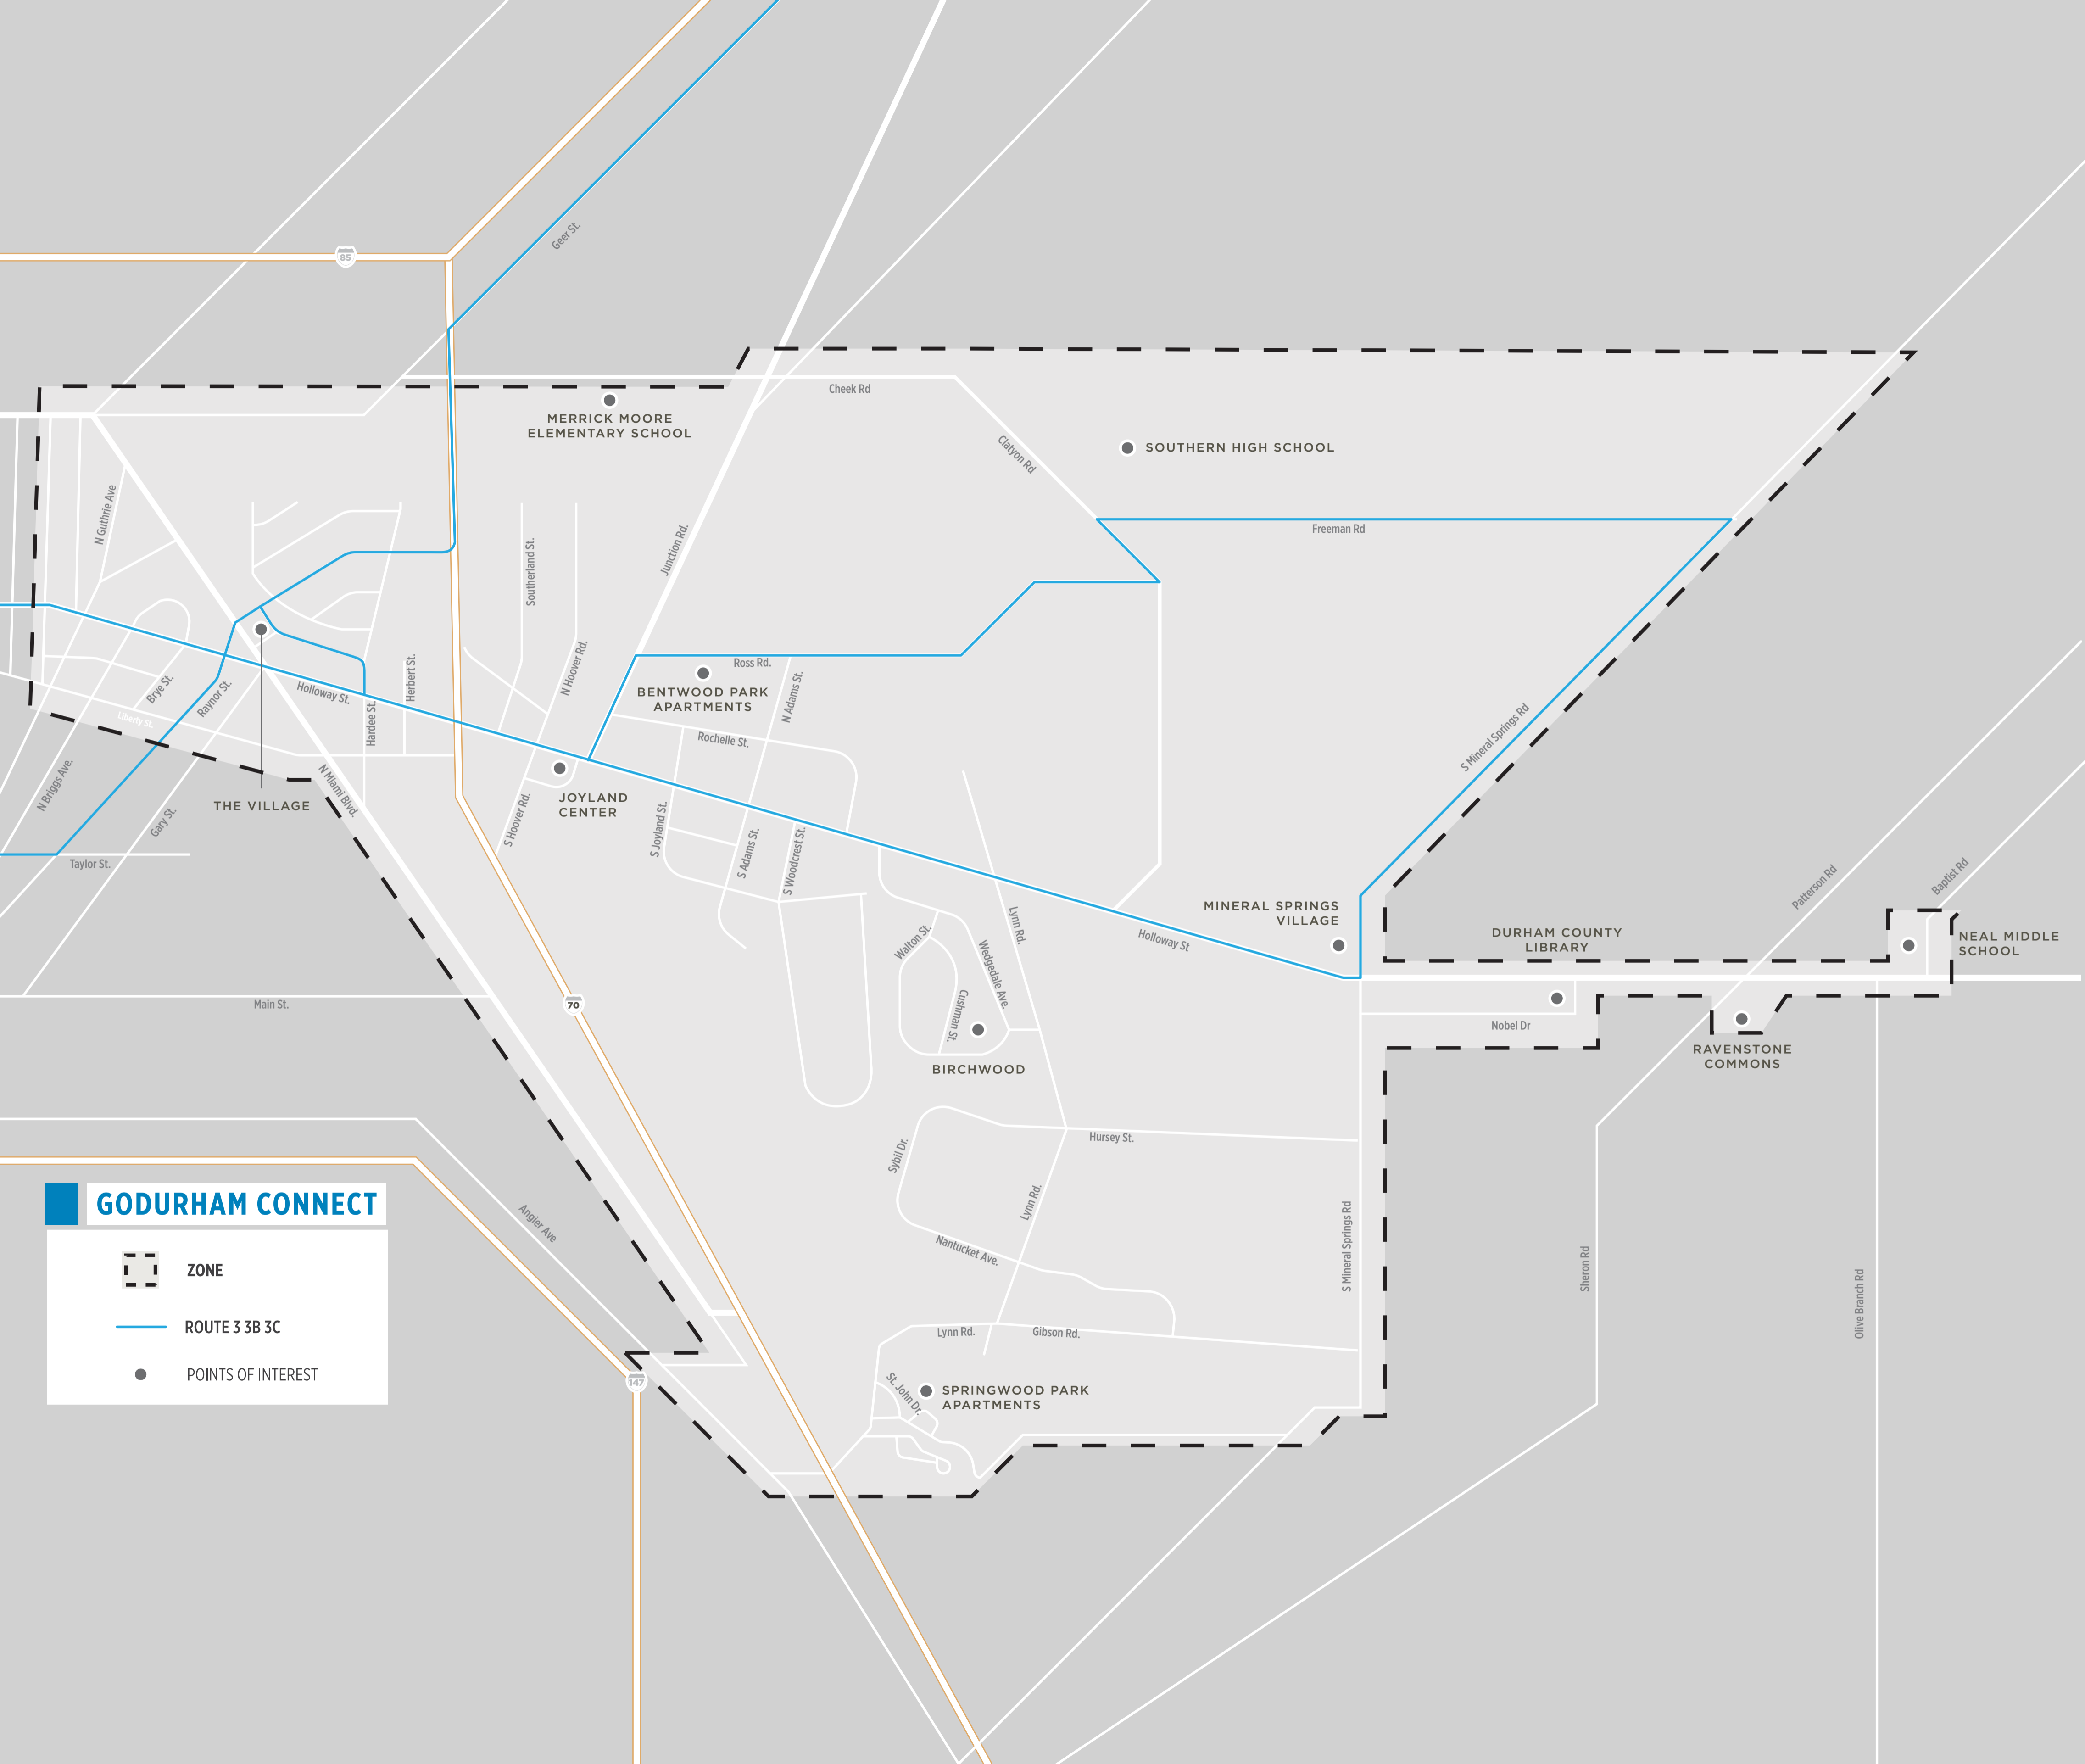 Geer St.
85
Cheek Rd
MERRICK MOORE
ELEMENTARY SCHOOL
Clatyon Rd
SOUTHERN HIGH SCHOOL
N Guthrie Ave
Southerland St.
Junction Rd.
Freeman Rd
Brye St.
Raynor St.
Liberty St.
Holloway St.
Hardee St.
Herbert St.
N Hoover Rd.
Ross Rd.
BENTWOOD PARK
APARTMENTS
N Adams St.
Rochelle St.
S Mineral Springs Rd
N Briggs Ave.
N Miami Blvd.
THE VILLAGE
Gary St.
Taylor St.
JOYLAND
CENTER
S Hoover Rd.
S Joyland St.
S Adams St.
S Woodcrest St.
Patterson Rd
Baptist Rd
MINERAL SPRINGS
VILLAGE
Holloway St
Lynn Rd.
Walton St.
Wedgedale Ave.
Cushman St.
DURHAM COUNTY
LIBRARY
NEAL MIDDLE
SCHOOL
Main St.
70
Nobel Dr
BIRCHWOOD
RAVENSTONE
COMMONS
Hursey St.
Sybil Dr.
Lynn Rd.
Nantucket Ave.
S Mineral Springs Rd
Sheron Rd
Olive Branch Rd
Angier Ave
Lynn Rd.
Gibson Rd.
147
St. John Dr.
SPRINGWOOD PARK
APARTMENTS
GODURHAM CONNECT
ZONE
ROUTE 3 3B 3C
POINTS OF INTEREST